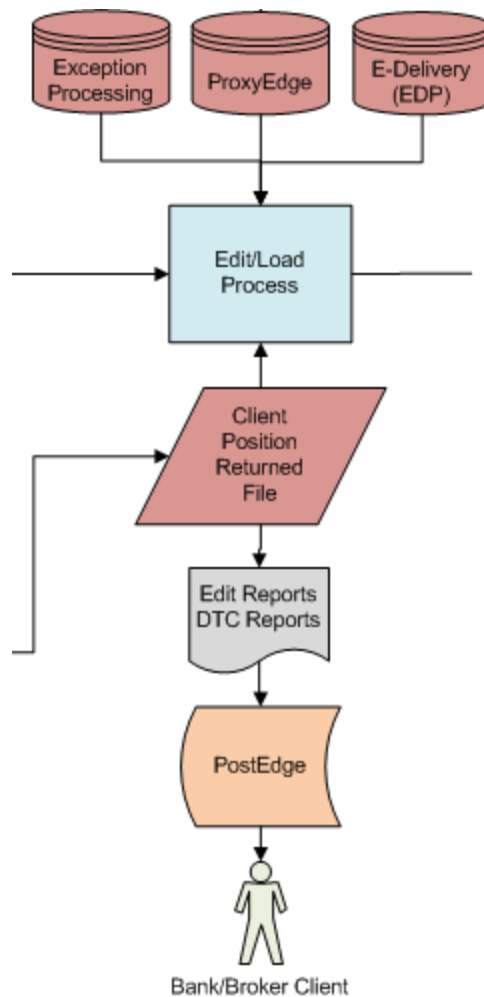 Exception
Processing
ProxyEdge
E-Delivery
(EDP)
Edit/Load
Process
Client
Position
Returned
File
Edit Reports
DTC Reports
PostEdge
Bank/Broker Client